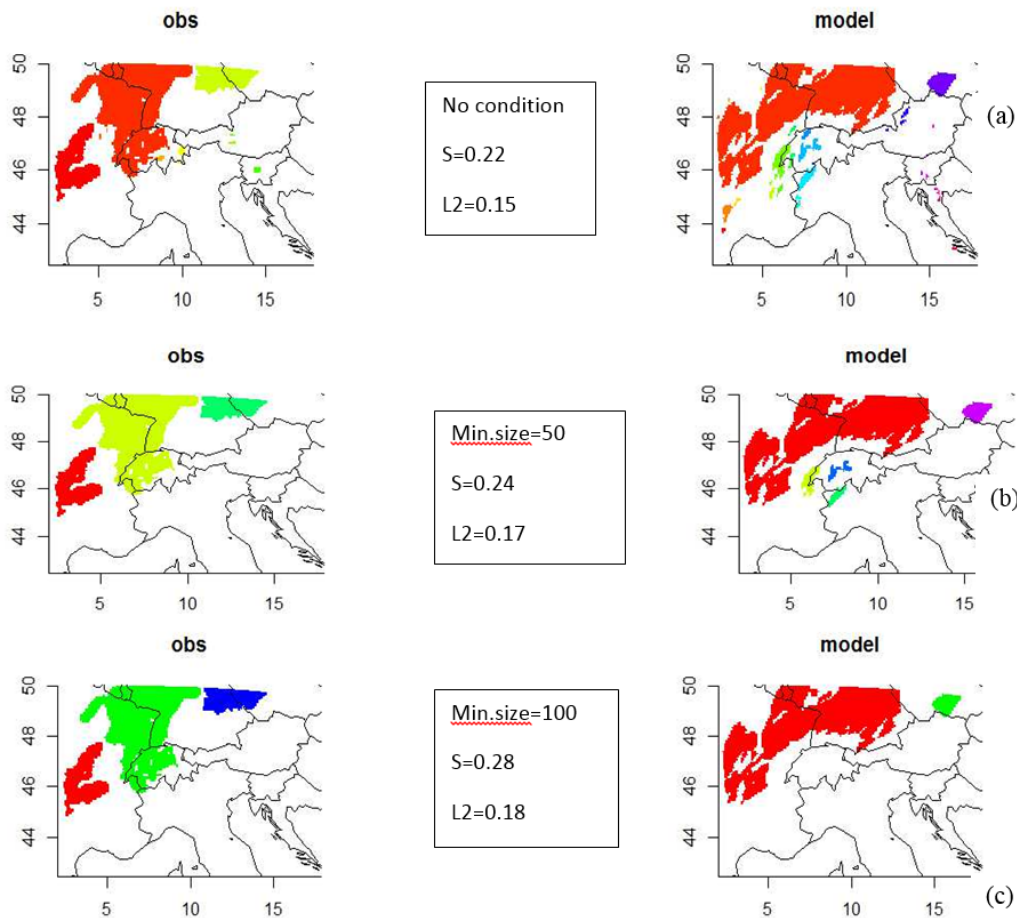 obs
model
50
48
46
44
5
10
15
No condition
S=0.22
L2=0.15
50
48
46
44
5
10
15
(a)
obs
model
50
48
46
44
5
10
15
Min.size=50
S=0.24
L2=0.17
50
48
46
44
5
10
15
(b)
obs
model
50
48
46
44
5
10
15
Min.size=100
S=0.28
L2=0.18
50
48
46
44
5
10
15
(c)